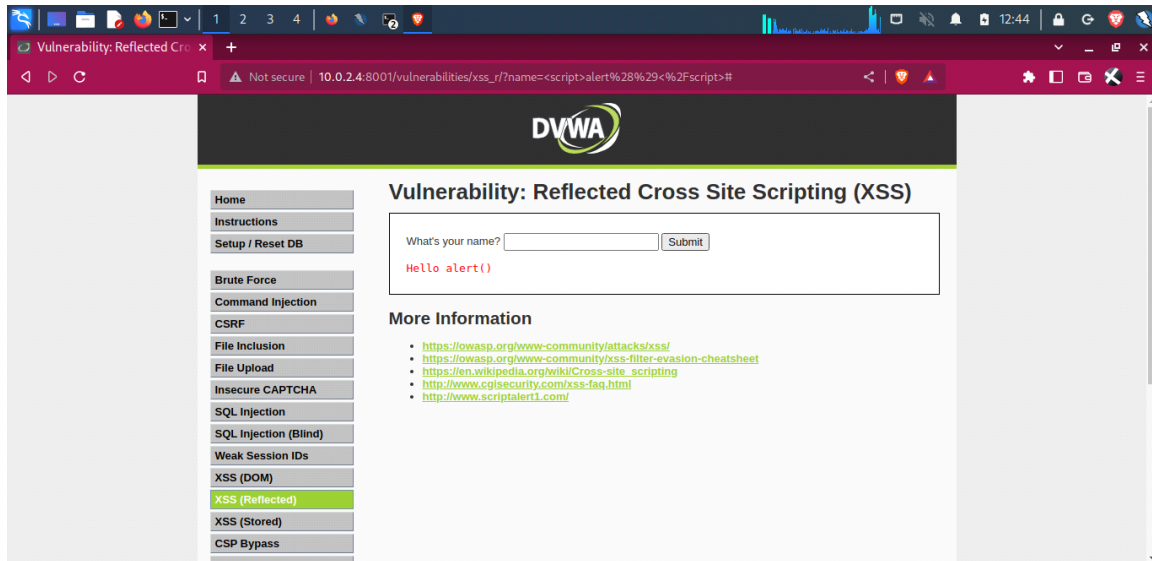 1 2 3 4 2 12:44
Vulnerability: Reflected Cro × +
Not secure 10.0.2.4:8001/vulnerabilities/xss_r/?name=<script>alert%28%29<%2Fscript>#
DVWA
Vulnerability: Reflected Cross Site Scripting (XSS)
Home
Instructions
Setup / Reset DB
What's your name? Submit
Hello alert()
Brute Force
Command Injection
CSRF
File Inclusion
File Upload
Insecure CAPTCHA
SQL Injection
SQL Injection (Blind)
Weak Session IDs
XSS (DOM)
XSS (Reflected)
XSS (Stored)
CSP Bypass
More Information
https://owasp.org/www-community/attacks/xss/
https://owasp.org/www-community/xss-filter-evasion-cheatsheet
https://en.wikipedia.org/wiki/Cross-site_scripting
http://www.cgisecurity.com/xss-faq.html
http://www.scriptalert1.com/